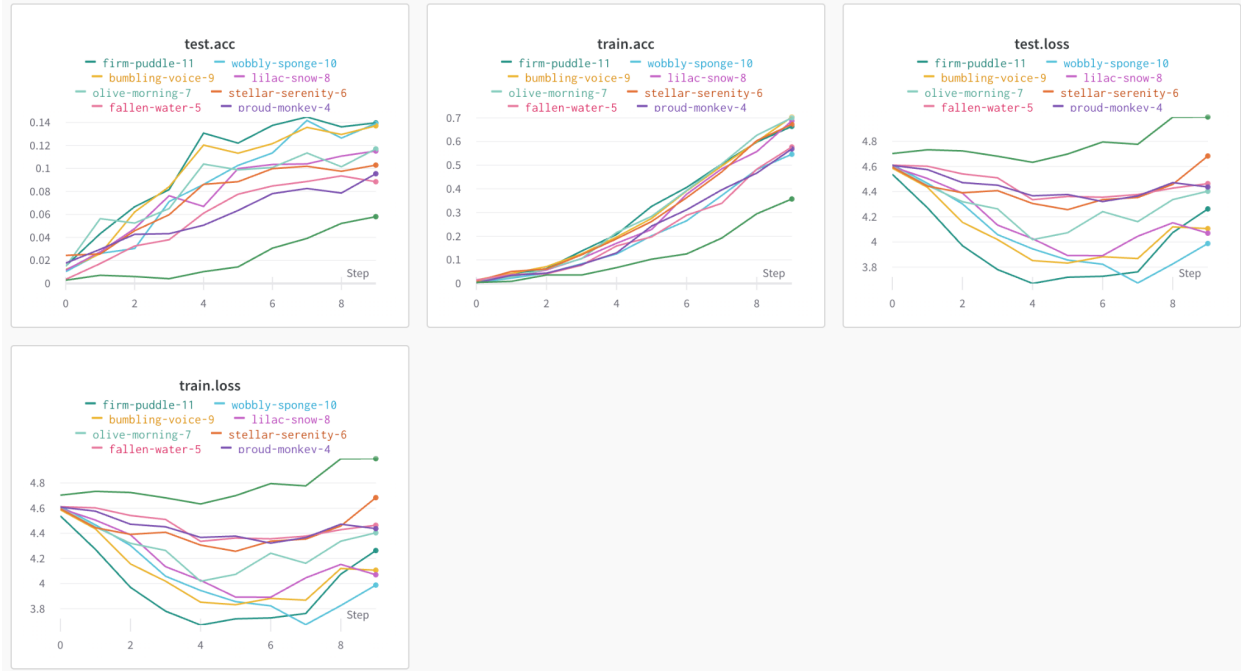 test.acc
firm-puddle-11 wobbly-sponge-10
bumbling-voice-9 lilac-snow-8
olive-morning-7 stellar-serenity-6
fallen-water-5 proud-monkey-4
0.14
0.12
0.1
0.08
0.06
0.04
0.02
0
Step
0 2 4 6 8
train.acc
firm-puddle-11 wobbly-sponge-10
bumbling-voice-9 lilac-snow-8
olive-morning-7 stellar-serenity-6
fallen-water-5 proud-monkey-4
0.7
0.6
0.5
0.4
0.3
0.2
0.1
0
Step
0 2 4 6 8
test.loss
firm-puddle-11 wobbly-sponge-10
bumbling-voice-9 lilac-snow-8
olive-morning-7 stellar-serenity-6
fallen-water-5 proud-monkey-4
4.8
4.6
4.4
4.2
4
3.8
Step
0 2 4 6 8
train.loss
firm-puddle-11 wobbly-sponge-10
bumbling-voice-9 lilac-snow-8
olive-morning-7 stellar-serenity-6
fallen-water-5 proud-monkey-4
4.8
4.6
4.4
4.2
4
3.8
Step
0 2 4 6 8